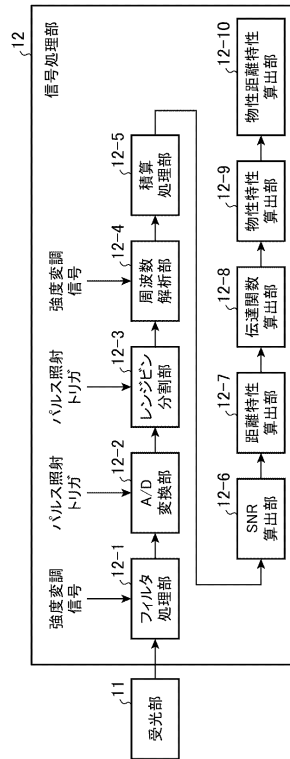 12
信号処理部
強度変調
信号
パルス照射
トリガ
パルス照射
トリガ
強度変調
信号
11
受光部
12-1
フィルタ
処理部
12-2
A/D
変換部
12-3
レンジビン
分割部
12-4
周波数
解析部
12-5
積算
処理部
12-6
SNR
算出部
12-7
距離特性
算出部
12-8
伝達関数
算出部
12-9
物性特性
算出部
12-10
物性距離特性
算出部